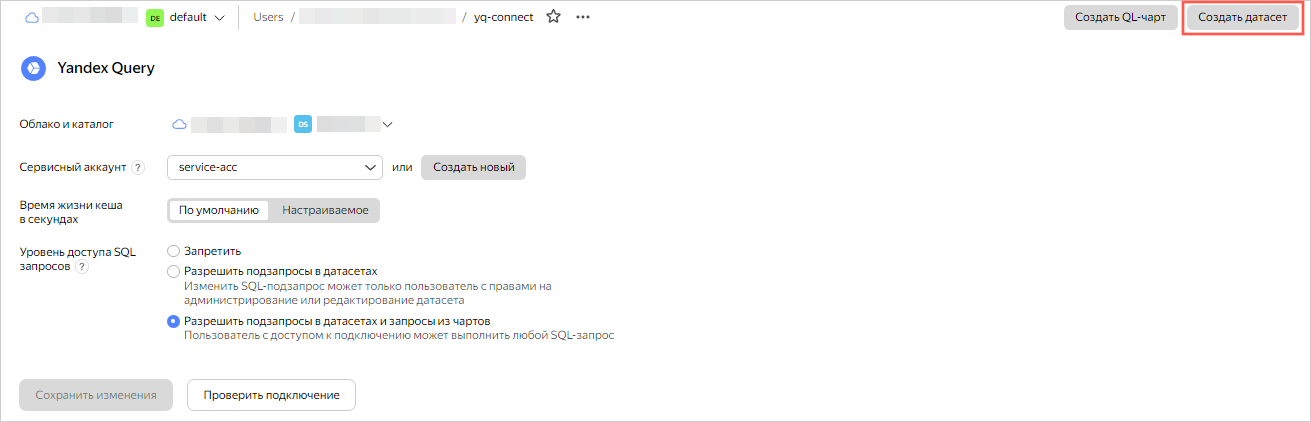 DE default Users / / yq-connect Создать QL-чарт Создать датасет
Yandex Query
Облако и каталог DS
Сервисный аккаунт ? service-acc или Создать новый
Время жизни кеша
в секундах
По умолчанию Настраиваемое
Уровень доступа SQL
запросов ?
Запретить
Разрешить подзапросы в датасетах
Изменить SQL-подзапрос может только пользователь с правами на
администрирование или редактирование датасета
Разрешить подзапросы в датасетах и запросы из чартов
Пользователь с доступом к подключению может выполнить любой SQL-запрос
Сохранить изменения Проверить подключение